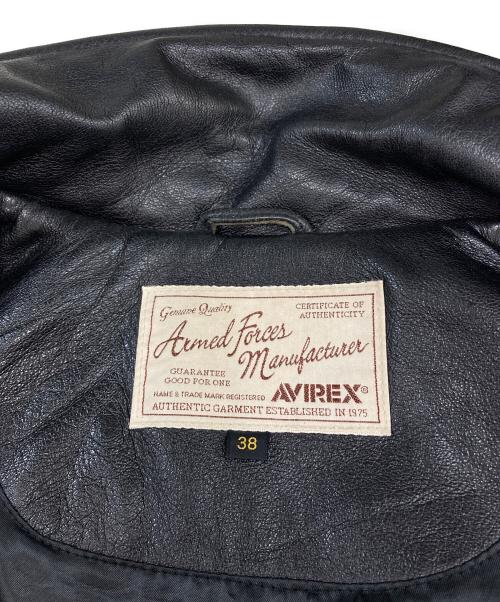 Genuine Quality
CERTIFICATE OF
AUTHENTICITY
Armed Forces
Manufacturer
GUARANTEE
GOOD FOR ONE
NAME & TRADE MARK REGISTERED
AVIREX®
AUTHENTIC GARMENT ESTABLISHED IN 1975
38